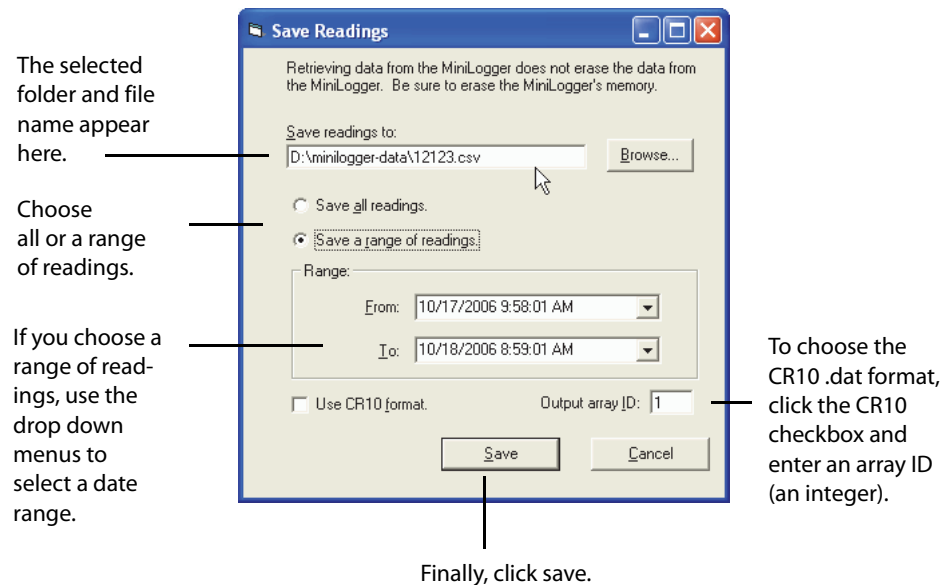 Save Readings
The selected
folder and file
name appear
here.
Retrieving data from the MiniLogger does not erase the data from
the MiniLogger. Be sure to erase the MiniLogger's memory.
Save readings to:
D:\minilogger-data\12123.csv
Browse...
Choose
all or a range
of readings.
Save all readings.
Save a range of readings.
Range:
From: 10/17/2006 9:58:01 AM
To: 10/18/2006 8:59:01 AM
If you choose a
range of read-
ings, use the
drop down
menus to
select a date
range.
Use CR10 format.
Output array ID: 1
To choose the
CR10 .dat format,
click the CR10
checkbox and
enter an array ID
(an integer).
Save
Cancel
Finally, click save.